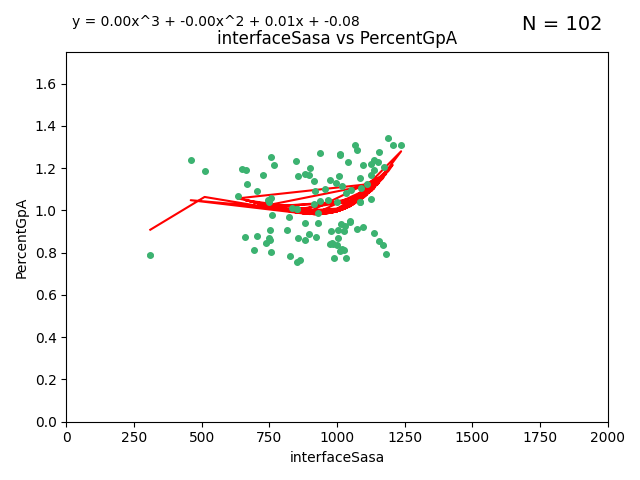 y = 0.00x^3 + -0.00x^2 + 0.01x + -0.08
N = 102
interfaceSasa vs PercentGpA
PercentGpA
1.6
1.4
1.2
1.0
0.8
0.6
0.4
0.2
0.0
0 250 500 750 1000 1250 1500 1750 2000
interfaceSasa